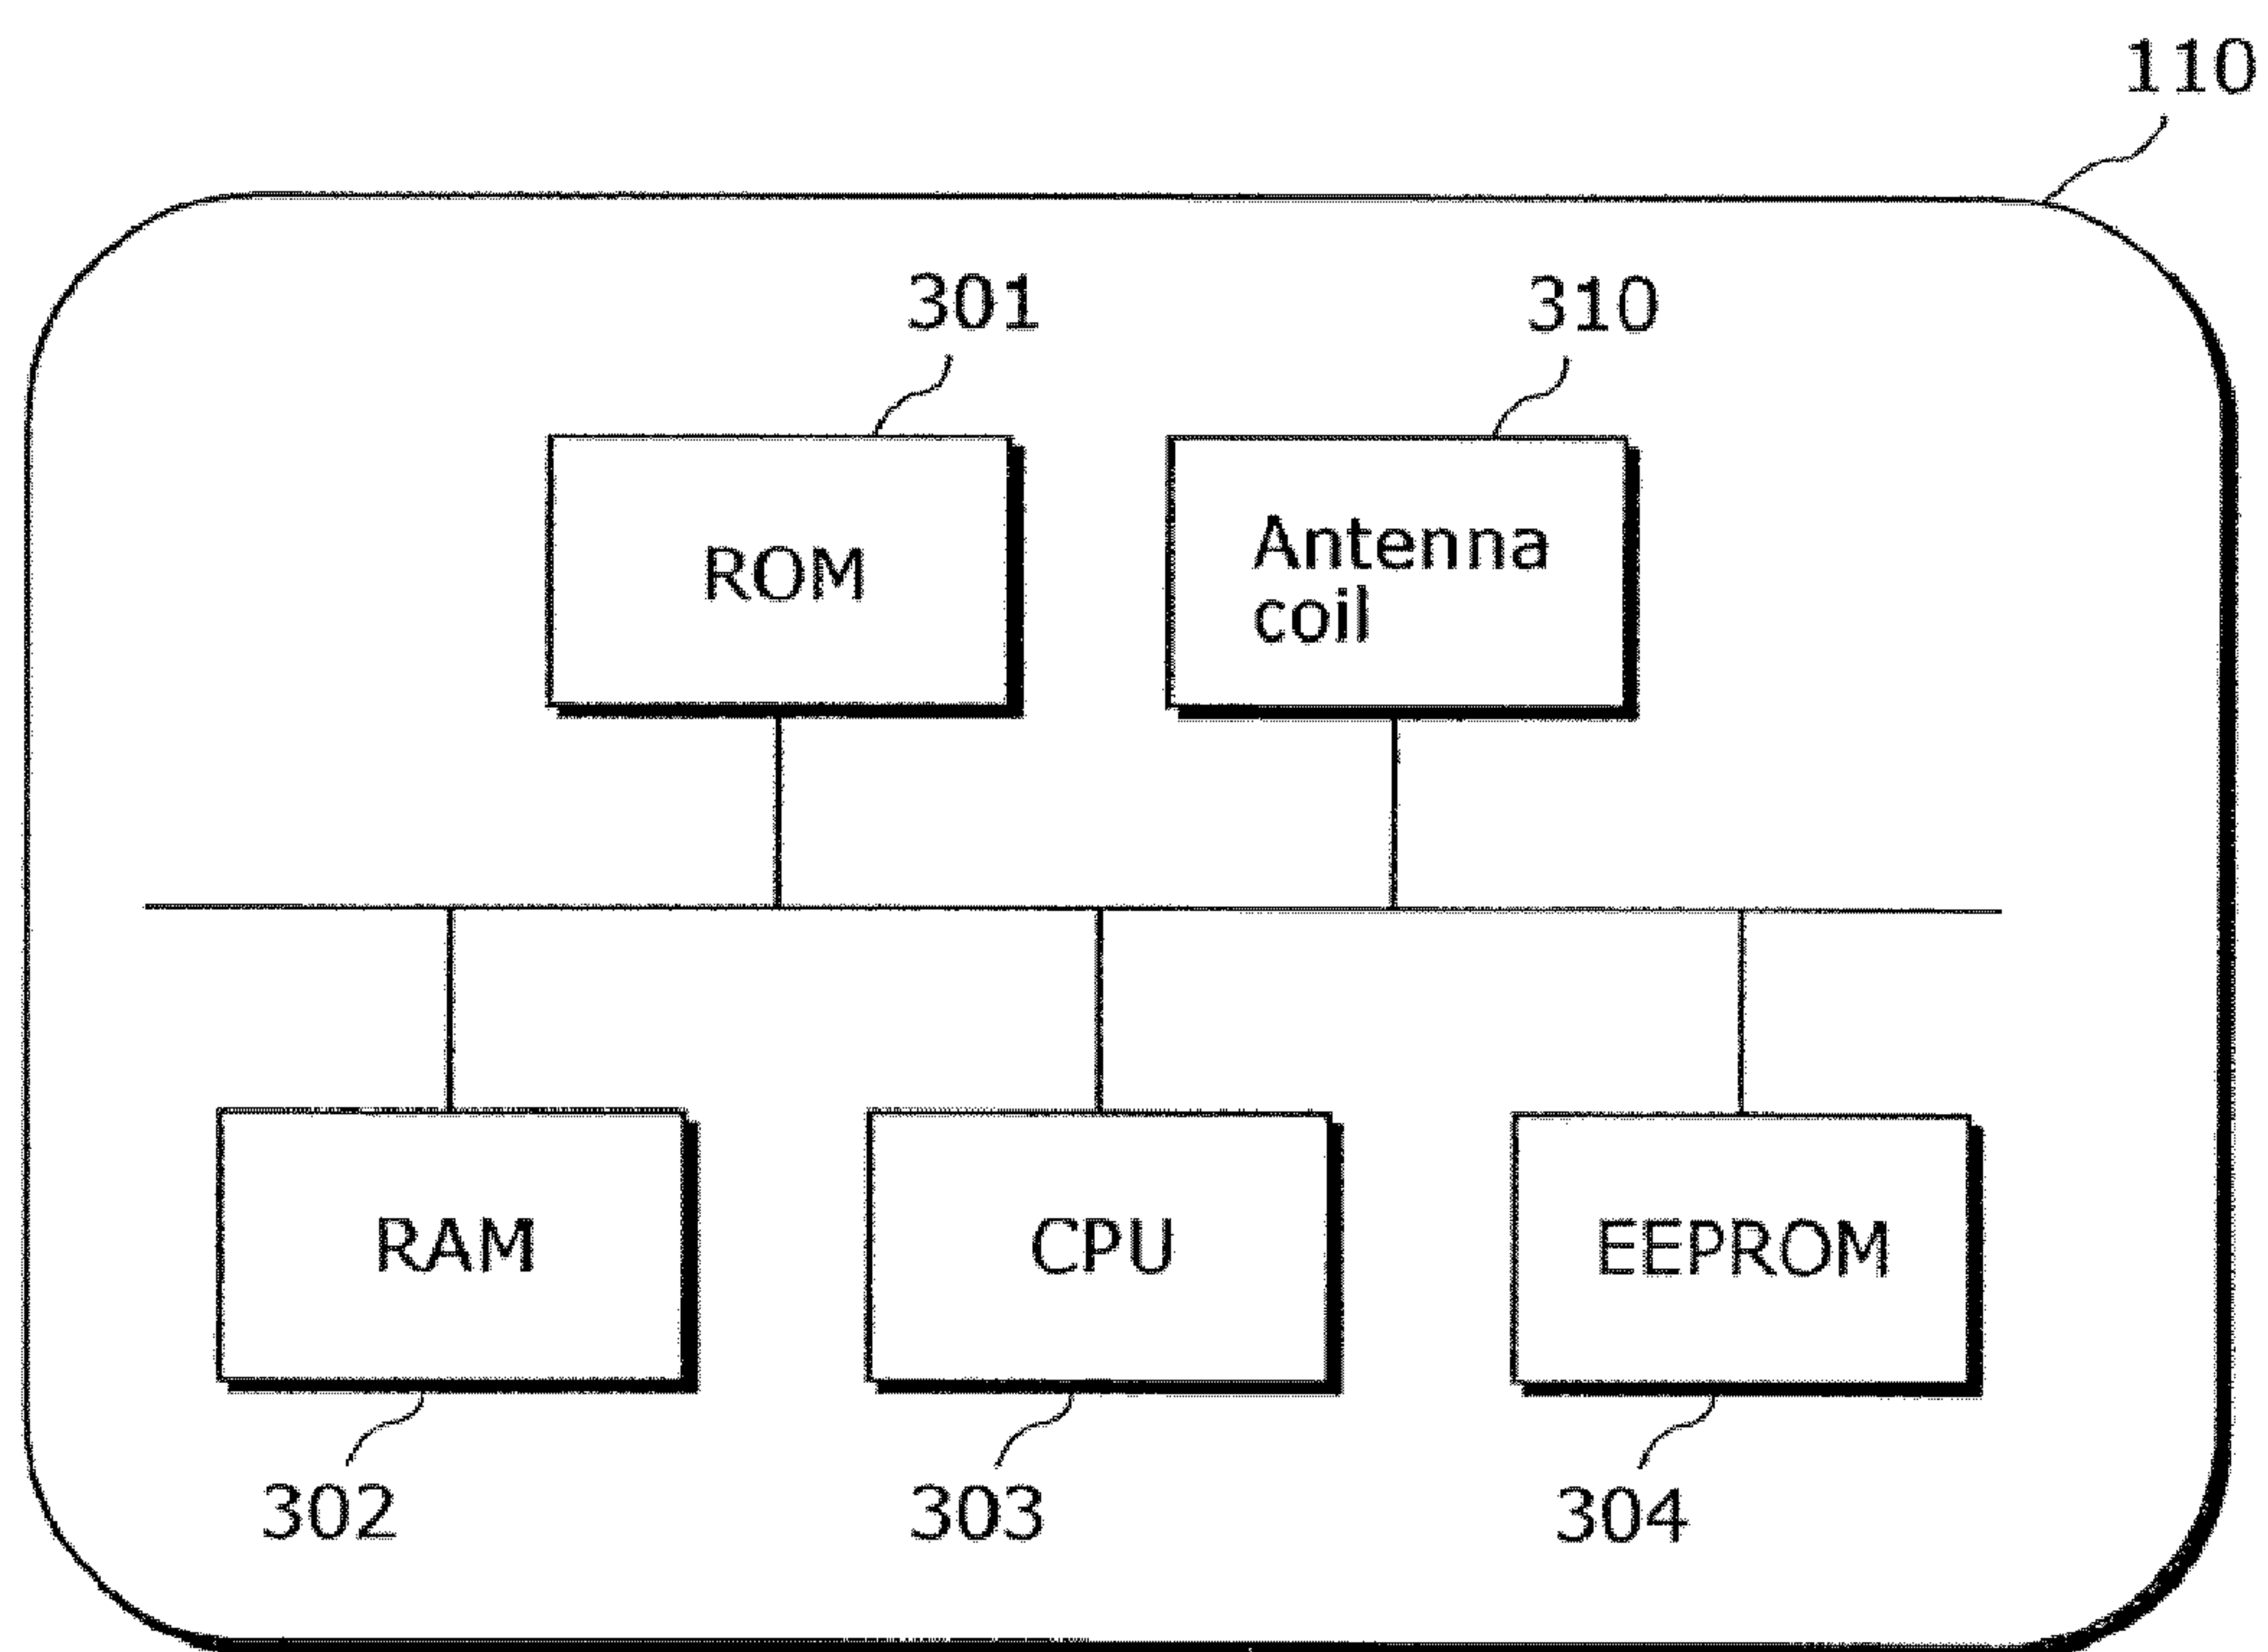 110
301
310
ROM
Antenna
coil
RAM
CPU
EEPROM
302
303
304